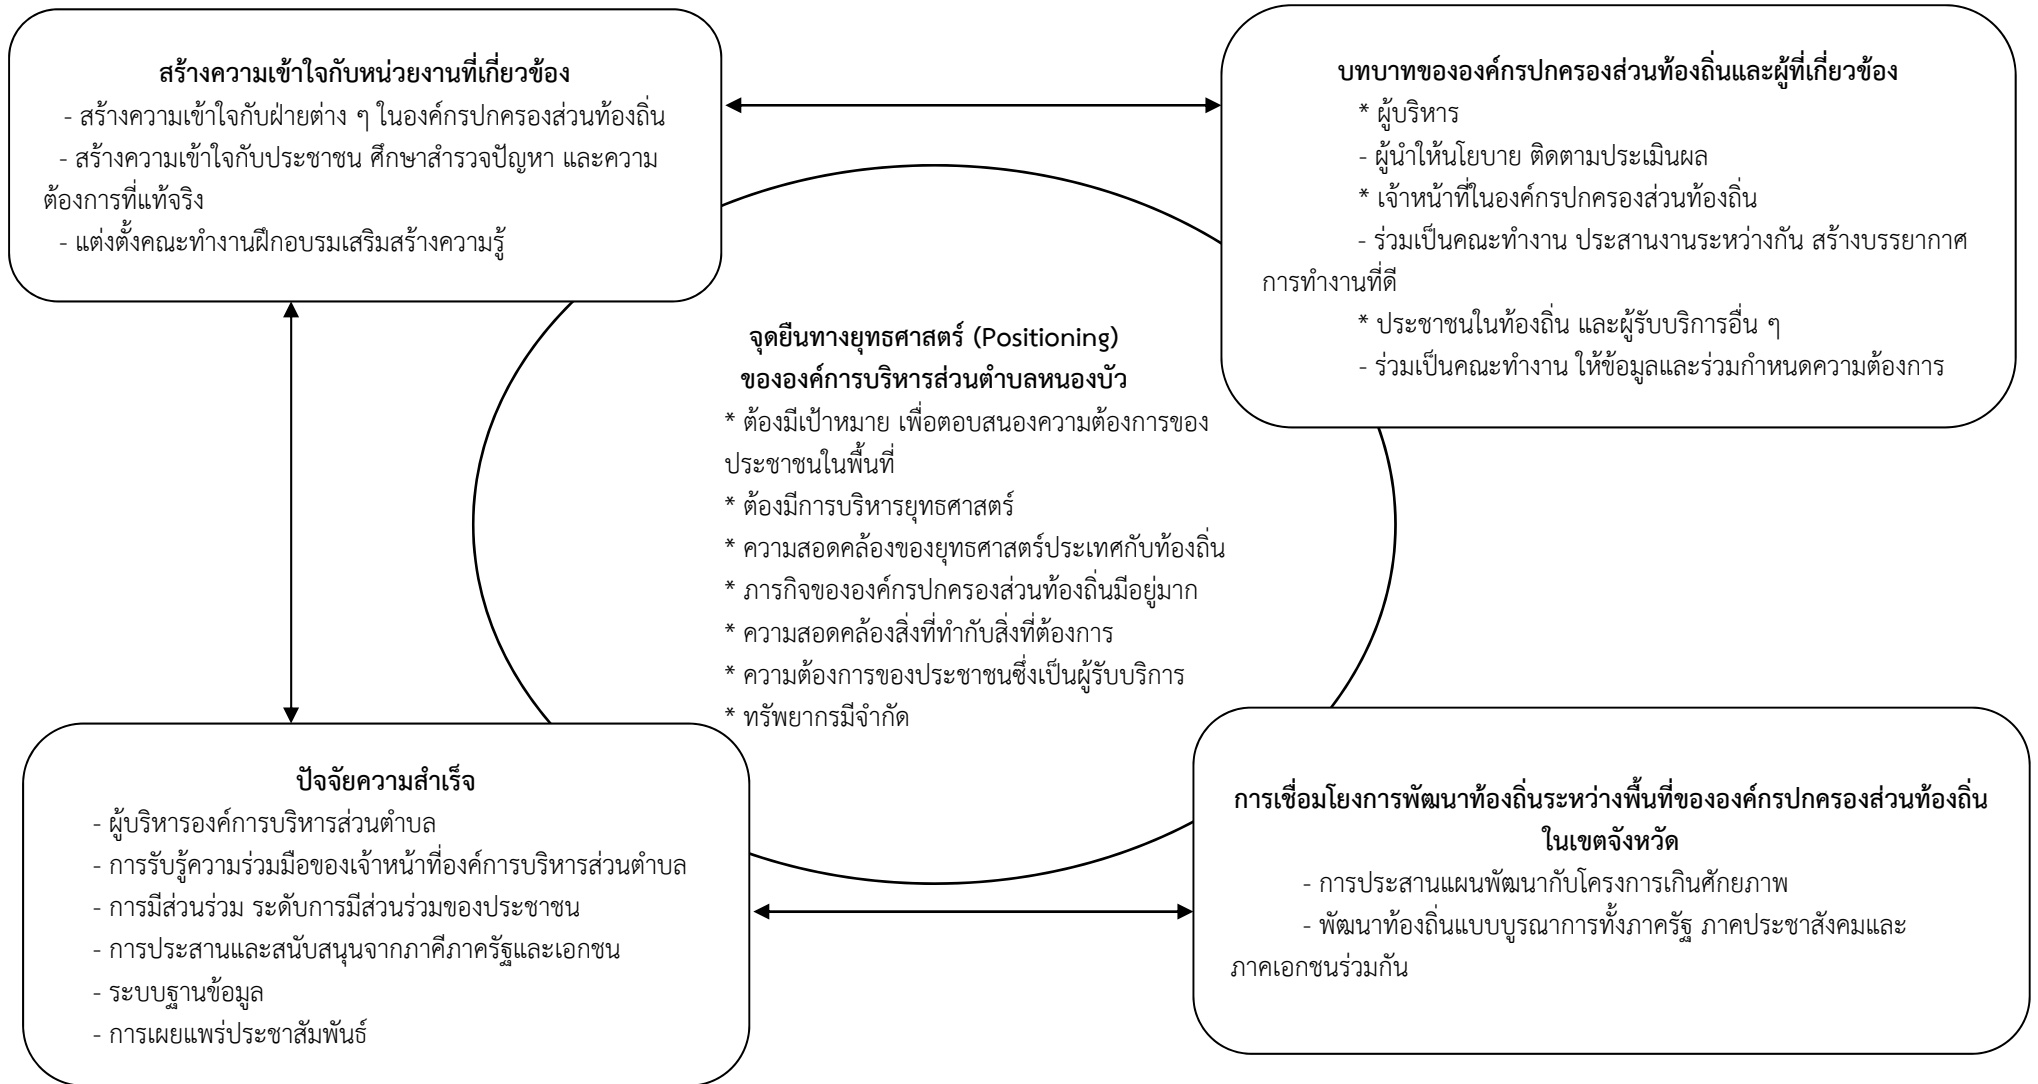 สร้างความเข้าใจกับหน่วยงานที่เกี่ยวข้อง
- สร้างความเข้าใจกับฝ่ายต่าง ๆ ในองค์กรปกครองส่วนท้องถิ่น
- สร้างความเข้าใจกับประชาชน ศึกษาสำรวจปัญหา และความ
ต้องการที่แท้จริง
- แต่งตั้งคณะทำงานฝึกอบรมเสริมสร้างความรู้
บทบาทขององค์กรปกครองส่วนท้องถิ่นและผู้ที่เกี่ยวข้อง
* ผู้บริหาร
- ผู้นำให้นโยบาย ติดตามประเมินผล
* เจ้าหน้าที่ในองค์กรปกครองส่วนท้องถิ่น
- ร่วมเป็นคณะทำงาน ประสานงานระหว่างกัน สร้างบรรยากาศ
การทำงานที่ดี
* ประชาชนในท้องถิ่น และผู้รับบริการอื่น ๆ
- ร่วมเป็นคณะทำงาน ให้ข้อมูลและร่วมกำหนดความต้องการ
จุดยืนทางยุทธศาสตร์ (Positioning)
ขององค์การบริหารส่วนตำบลหนองบัว
* ต้องมีเป้าหมาย เพื่อตอบสนองความต้องการของ
ประชาชนในพื้นที่
* ต้องมีการบริหารยุทธศาสตร์
* ความสอดคล้องของยุทธศาสตร์ประเทศกับท้องถิ่น
* ภารกิจขององค์กรปกครองส่วนท้องถิ่นมีอยู่มาก
* ความสอดคล้องสิ่งที่ทำกับสิ่งที่ต้องการ
* ความต้องการของประชาชนซึ่งเป็นผู้รับบริการ
* ทรัพยากรมีจำกัด
ปัจจัยความสำเร็จ
- ผู้บริหารองค์การบริหารส่วนตำบล
- การรับรู้ความร่วมมือของเจ้าหน้าที่องค์การบริหารส่วนตำบล
- การมีส่วนร่วม ระดับการมีส่วนร่วมของประชาชน
- การประสานและสนับสนุนจากภาคีภาครัฐและเอกชน
- ระบบฐานข้อมูล
- การเผยแพร่ประชาสัมพันธ์
การเชื่อมโยงการพัฒนาท้องถิ่นระหว่างพื้นที่ขององค์กรปกครองส่วนท้องถิ่น
ในเขตจังหวัด
- การประสานแผนพัฒนากับโครงการเกินศักยภาพ
- พัฒนาท้องถิ่นแบบบูรณาการทั้งภาครัฐ ภาคประชาสังคมและ
ภาคเอกชนร่วมกัน